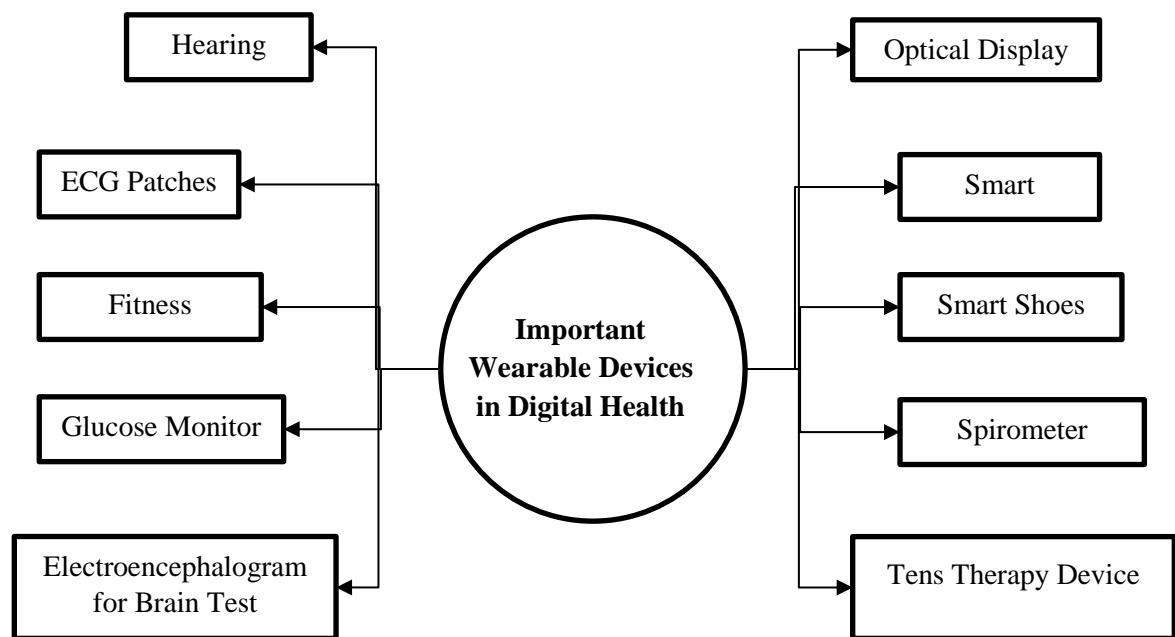 Hearing
ECG Patches
Fitness
Glucose Monitor
Electroencephalogram
for Brain Test
Important
Wearable Devices
in Digital Health
Optical Display
Smart
Smart Shoes
Spirometer
Tens Therapy Device